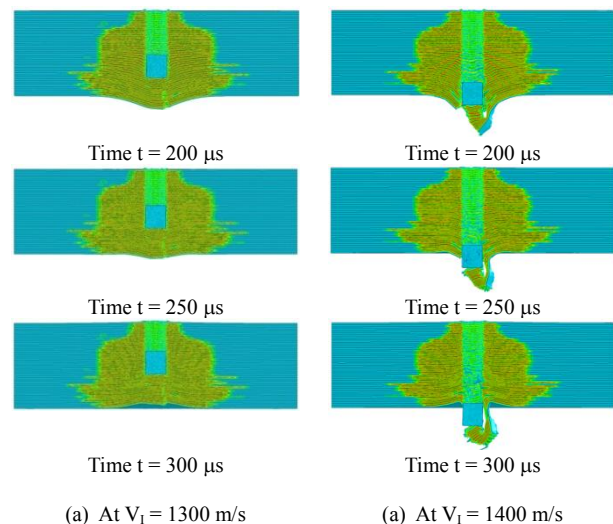 Time t = 200 μs
Time t = 200 μs
Time t = 250 μs
Time t = 250 μs
Time t = 300 μs
Time t = 300 μs
(a) At V_I = 1300 m/s
(a) At V_I = 1400 m/s